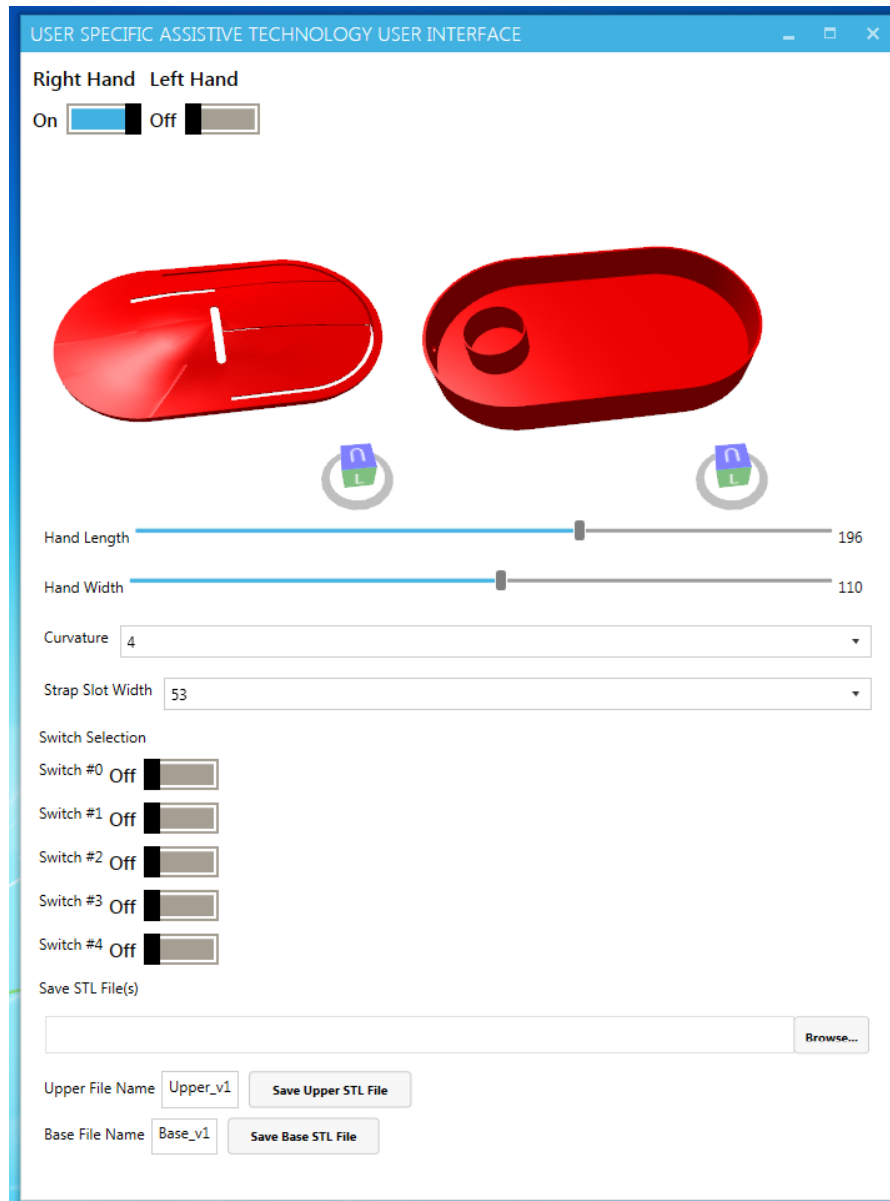 USER SPECIFIC ASSISTIVE TECHNOLOGY USER INTERFACE
Right Hand Left Hand
On Off
U L U L
Hand Length 196
Hand Width 110
Curvature 4
Strap Slot Width 53
Switch Selection
Switch #0 Off
Switch #1 Off
Switch #2 Off
Switch #3 Off
Switch #4 Off
Save STL File(s)
Browse...
Upper File Name Upper_v1 Save Upper STL File
Base File Name Base_v1 Save Base STL File